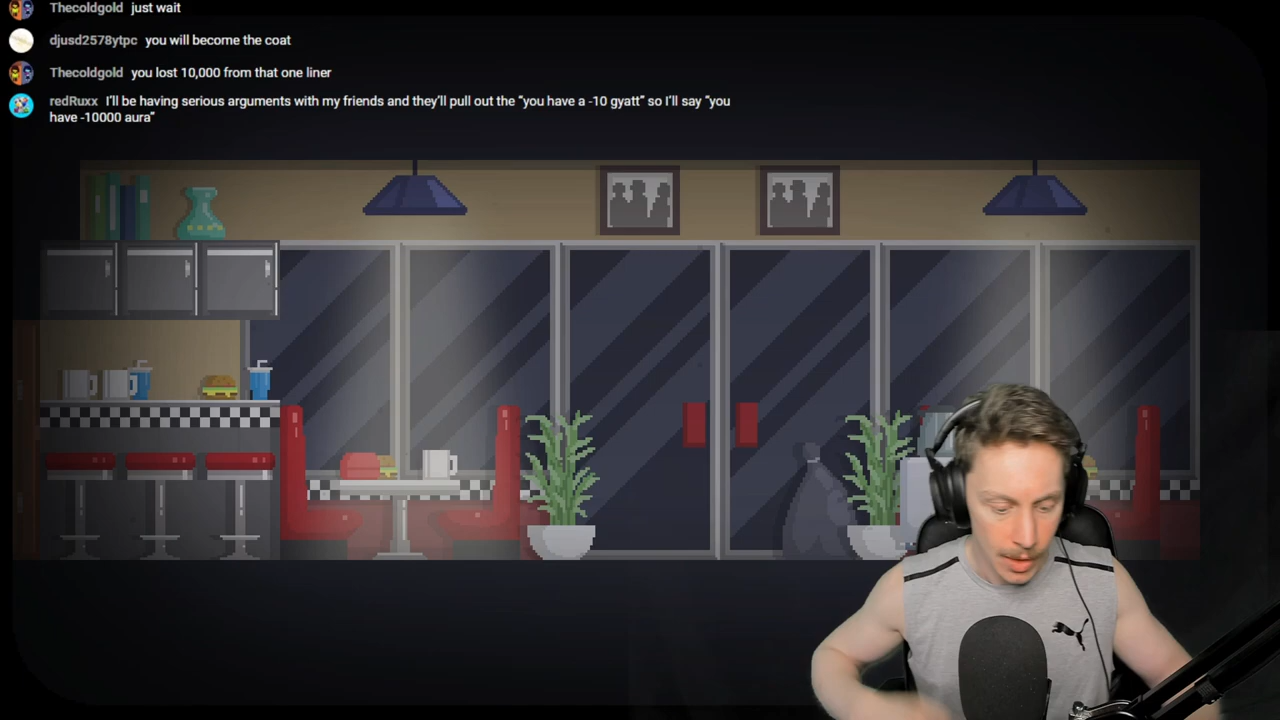 Thecoldgold just wait
djusd2578ytpc you will become the coat
Thecoldgold you lost 10,000 from that one liner
redRuxx I'll be having serious arguments with my friends and they'll pull out the “you have a -10 gyatt” so I'll say “you
have -10000 aura”